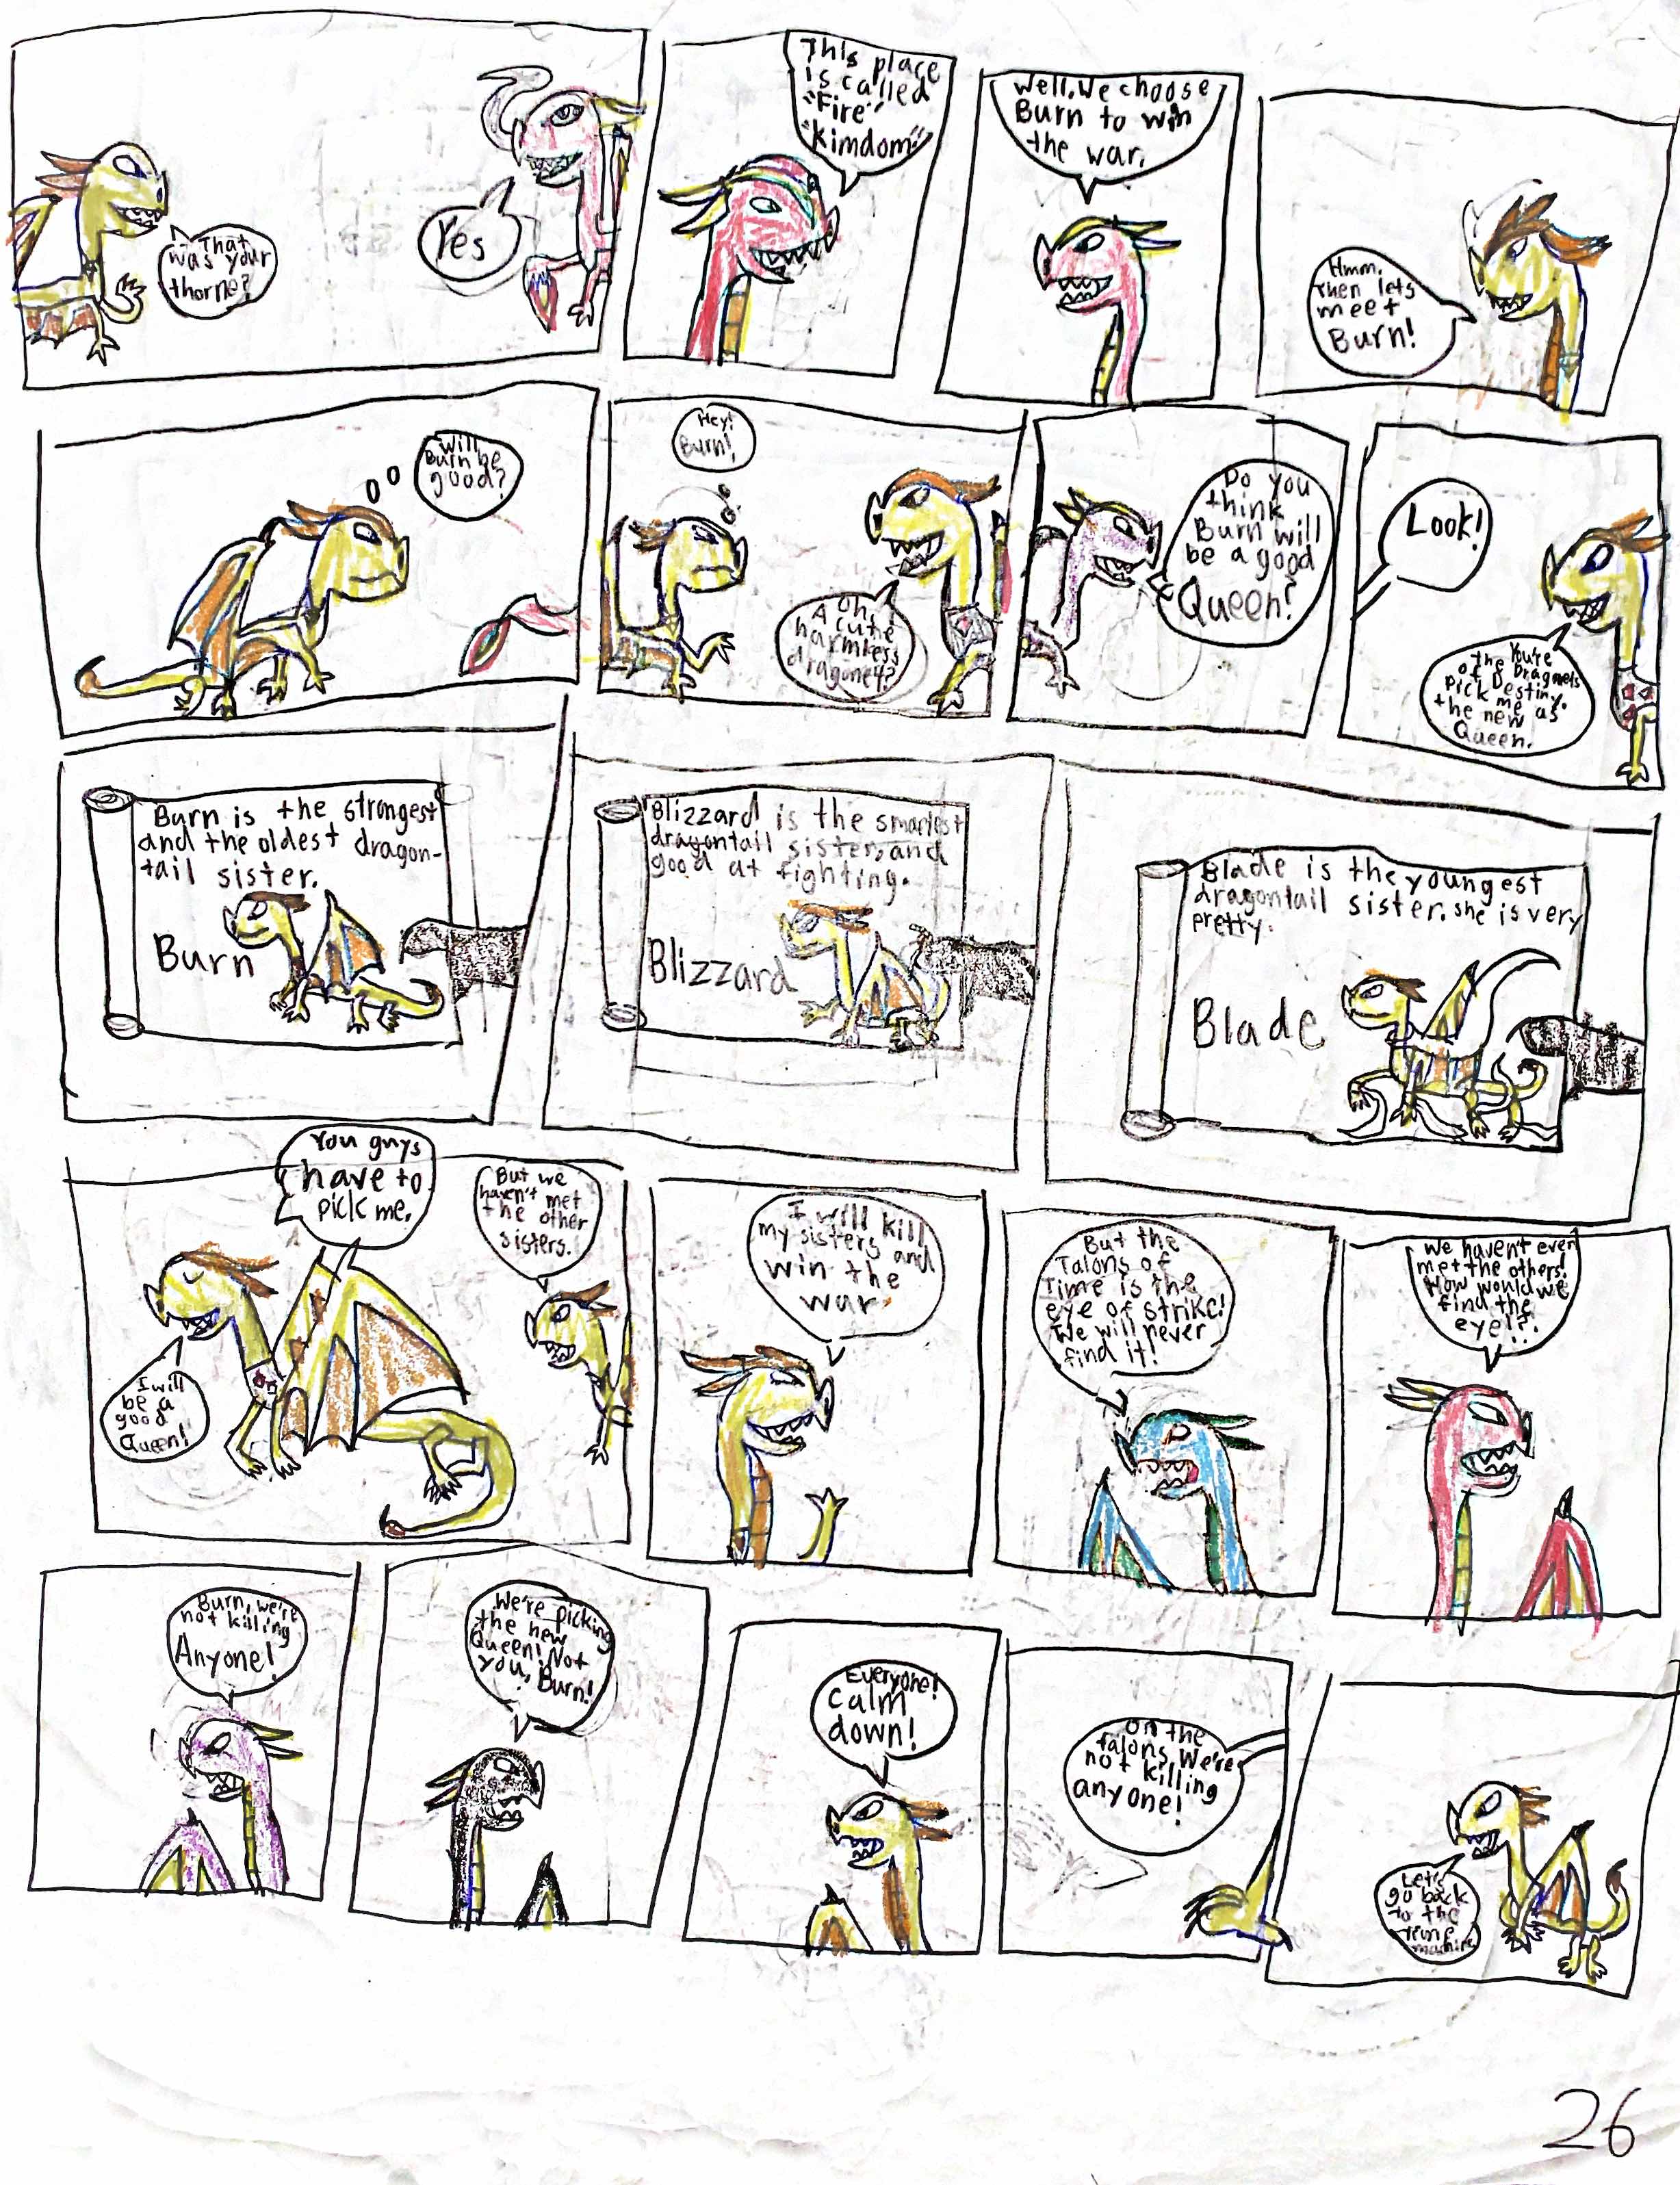 That
was your
thorne?
Yes
This place
is called
"Fire"
"Kimdom"
Well, We choose
Burn to win
the war.
Hmm.
Then lets
meet
Burn!
Will
Burn be
good?
Hey!
Burn!
Oh,
A cute
harmless
dragonet?
Do you
think
Burn will
be a good
Queen?
Look!
You're
the Dragnets
of Destiny.
pick me as
the new
Queen.
Burn is the strongest
and the oldest dragon-
tail sister.
Burn
Blizzard is the smartest
dragontail sister, and
good at fighting.
Blizzard
Blade is the youngest
dragontail sister. she is very
pretty.
Blade
You guys
have to
pick me.
I will
be a
good
Queen!
But we
haven't met
the other
sisters.
I will kill
my sisters and
win the
war.
But the
Talons of
Time is the
eye of strike!
We will never
find it!
We haven't even
met the others!
How would we
find the
eye!?..
Burn, we're
not killing
Anyone!
We're picking
the new
Queen! Not
you, Burn!
Everyone!
calm
down!
On the
talons, We're
not killing
anyone!
Let's
go back
to the
time
machine
26